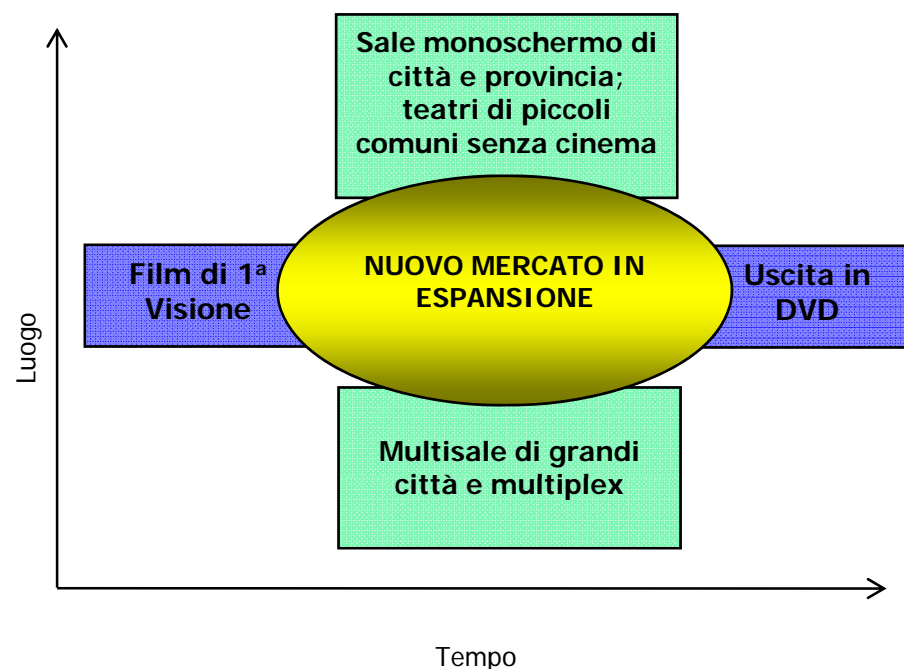 Sale monoschermo di
città e provincia;
teatri di piccoli
comuni senza cinema
Film di 1ª
Visione
NUOVO MERCATO IN
ESPANSIONE
Uscita in
DVD
Luogo
Multisale di grandi
città e multiplex
Tempo